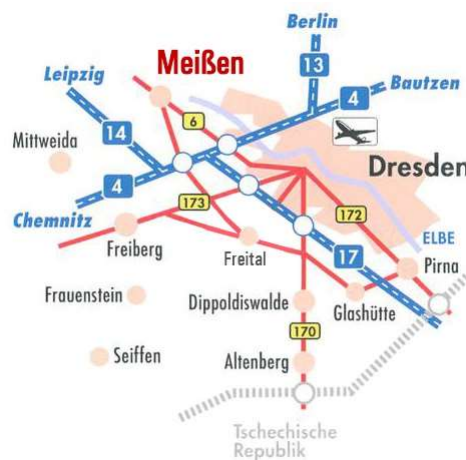 Berlin
13
Leipzig
Meißen
Bautzen
4
6
14
Mittweida
Dresden
4
Chemnitz
173
172
ELBE
Freiberg
Freital
17
Pirna
Frauenstein
Dippoldiswalde
Glashütte
170
Seiffen
Altenberg
Tschechische
Republik